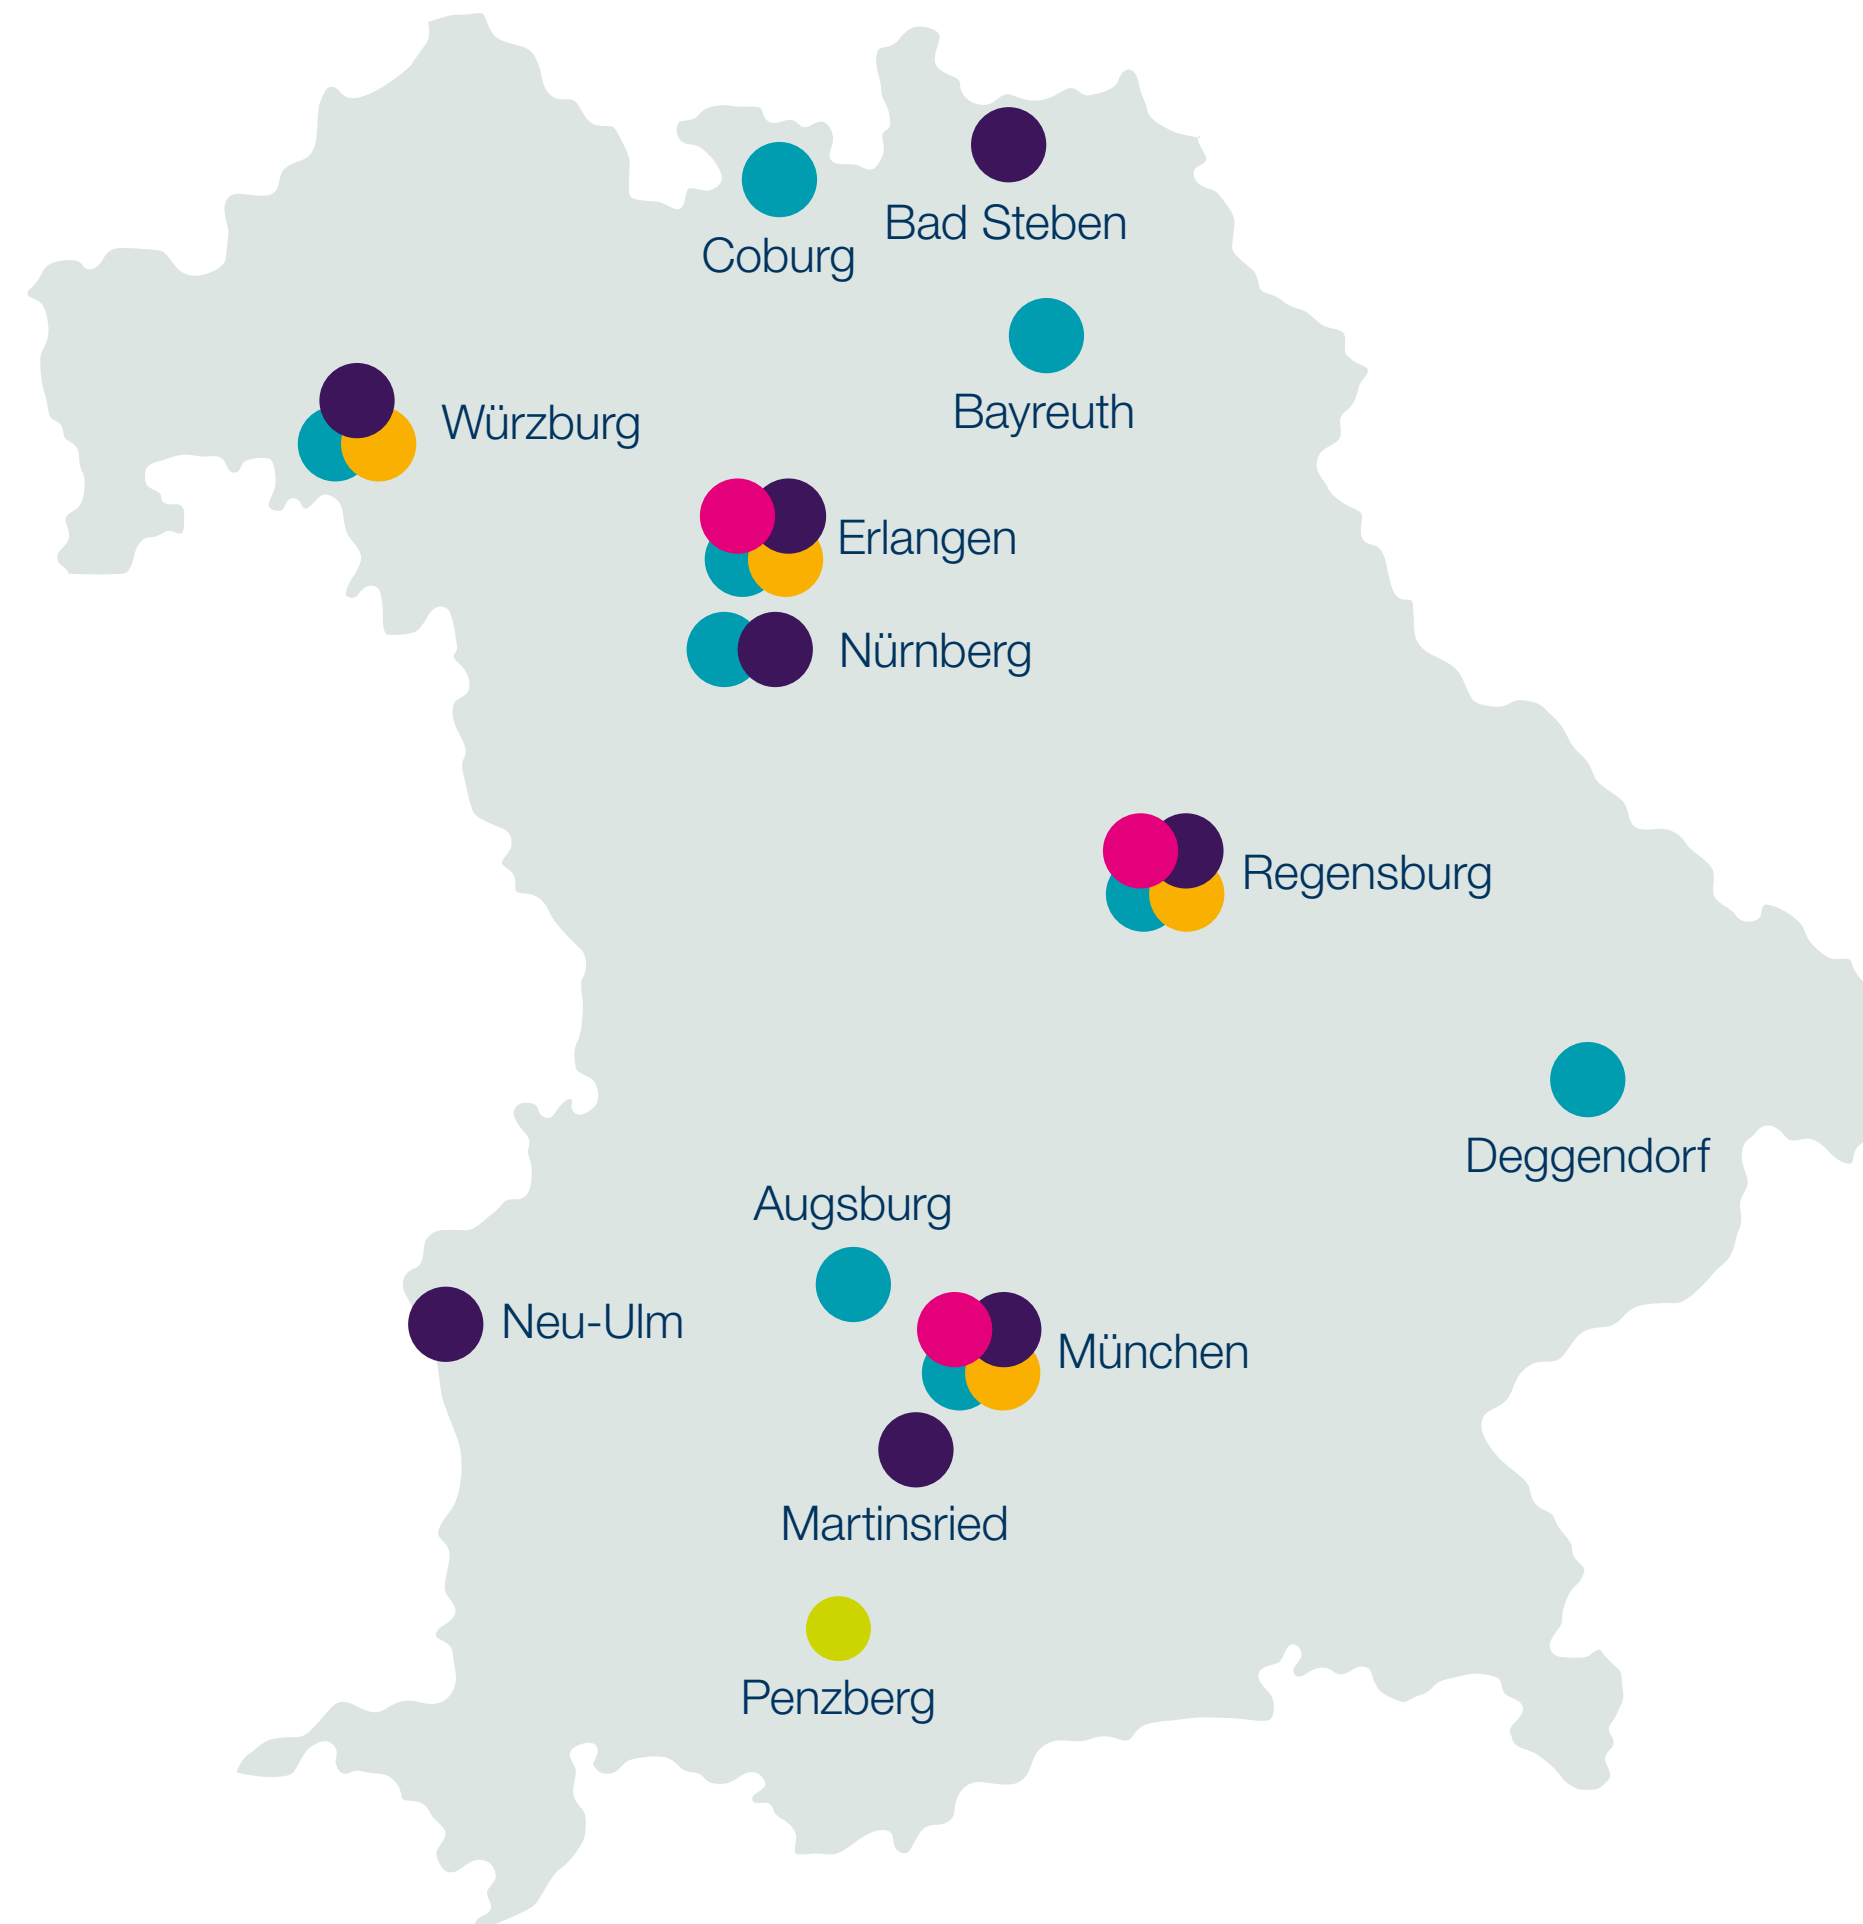 Bad Steben
Coburg
Bayreuth
Würzburg
Erlangen
Nürnberg
Regensburg
Deggendorf
Augsburg
Neu-Ulm
München
Martinsried
Penzberg